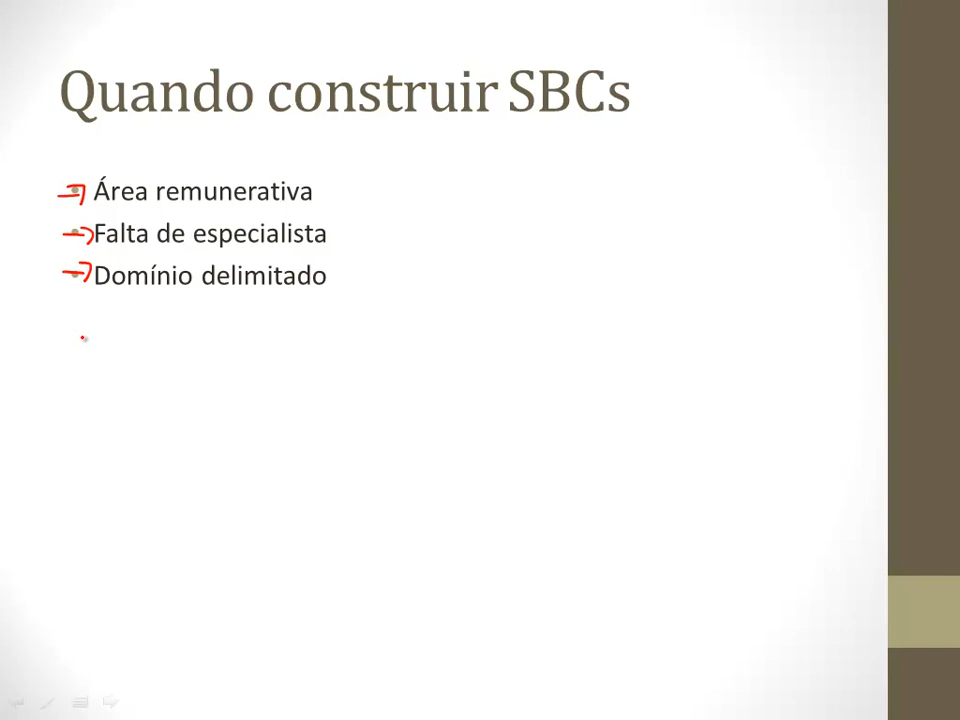 Quando construir SBCs
Área remunerativa
Falta de especialista
Domínio delimitado